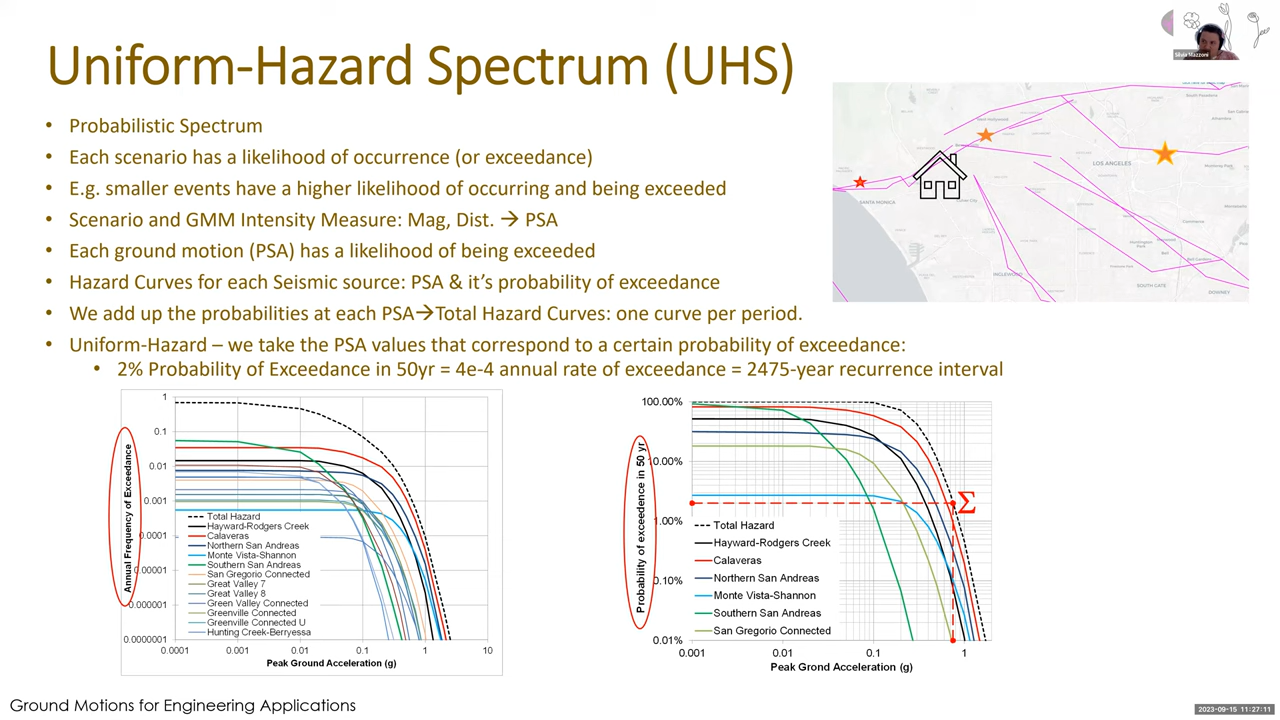 Silvia Mazzoni
Uniform-Hazard Spectrum (UHS)
• Probabilistic Spectrum
• Each scenario has a likelihood of occurrence (or exceedance)
• E.g. smaller events have a higher likelihood of occurring and being exceeded
• Scenario and GMM Intensity Measure: Mag, Dist. → PSA
• Each ground motion (PSA) has a likelihood of being exceeded
• Hazard Curves for each Seismic source: PSA & it's probability of exceedance
• We add up the probabilities at each PSA→Total Hazard Curves: one curve per period.
• Uniform-Hazard – we take the PSA values that correspond to a certain probability of exceedance:
• 2% Probability of Exceedance in 50yr = 4e-4 annual rate of exceedance = 2475-year recurrence interval
LOS ANGELES
SANTA MONICA
INGLEWOOD
SOUTH GATE
DOWNEY
Annual Frequency of Exceedance
1
0.1
0.01
0.001
0.0001
0.00001
0.000001
0.0000001
Total Hazard
Hayward-Rodgers Creek
Calaveras
Northern San Andreas
Monte Vista-Shannon
Southern San Andreas
San Gregorio Connected
Great Valley 7
Great Valley 8
Green Valley Connected
Greenville Connected
Greenville Connected U
Hunting Creek-Berryessa
0.0001 0.001 0.01 0.1 1 10
Peak Ground Acceleration (g)
Probability of exceedence in 50 yr
100.00%
10.00%
1.00%
0.10%
0.01%
Σ
Total Hazard
Hayward-Rodgers Creek
Calaveras
Northern San Andreas
Monte Vista-Shannon
Southern San Andreas
San Gregorio Connected
0.001 0.01 0.1 1
Peak Grond Acceleration (g)
Ground Motions for Engineering Applications
2023-09-15 11:27:11